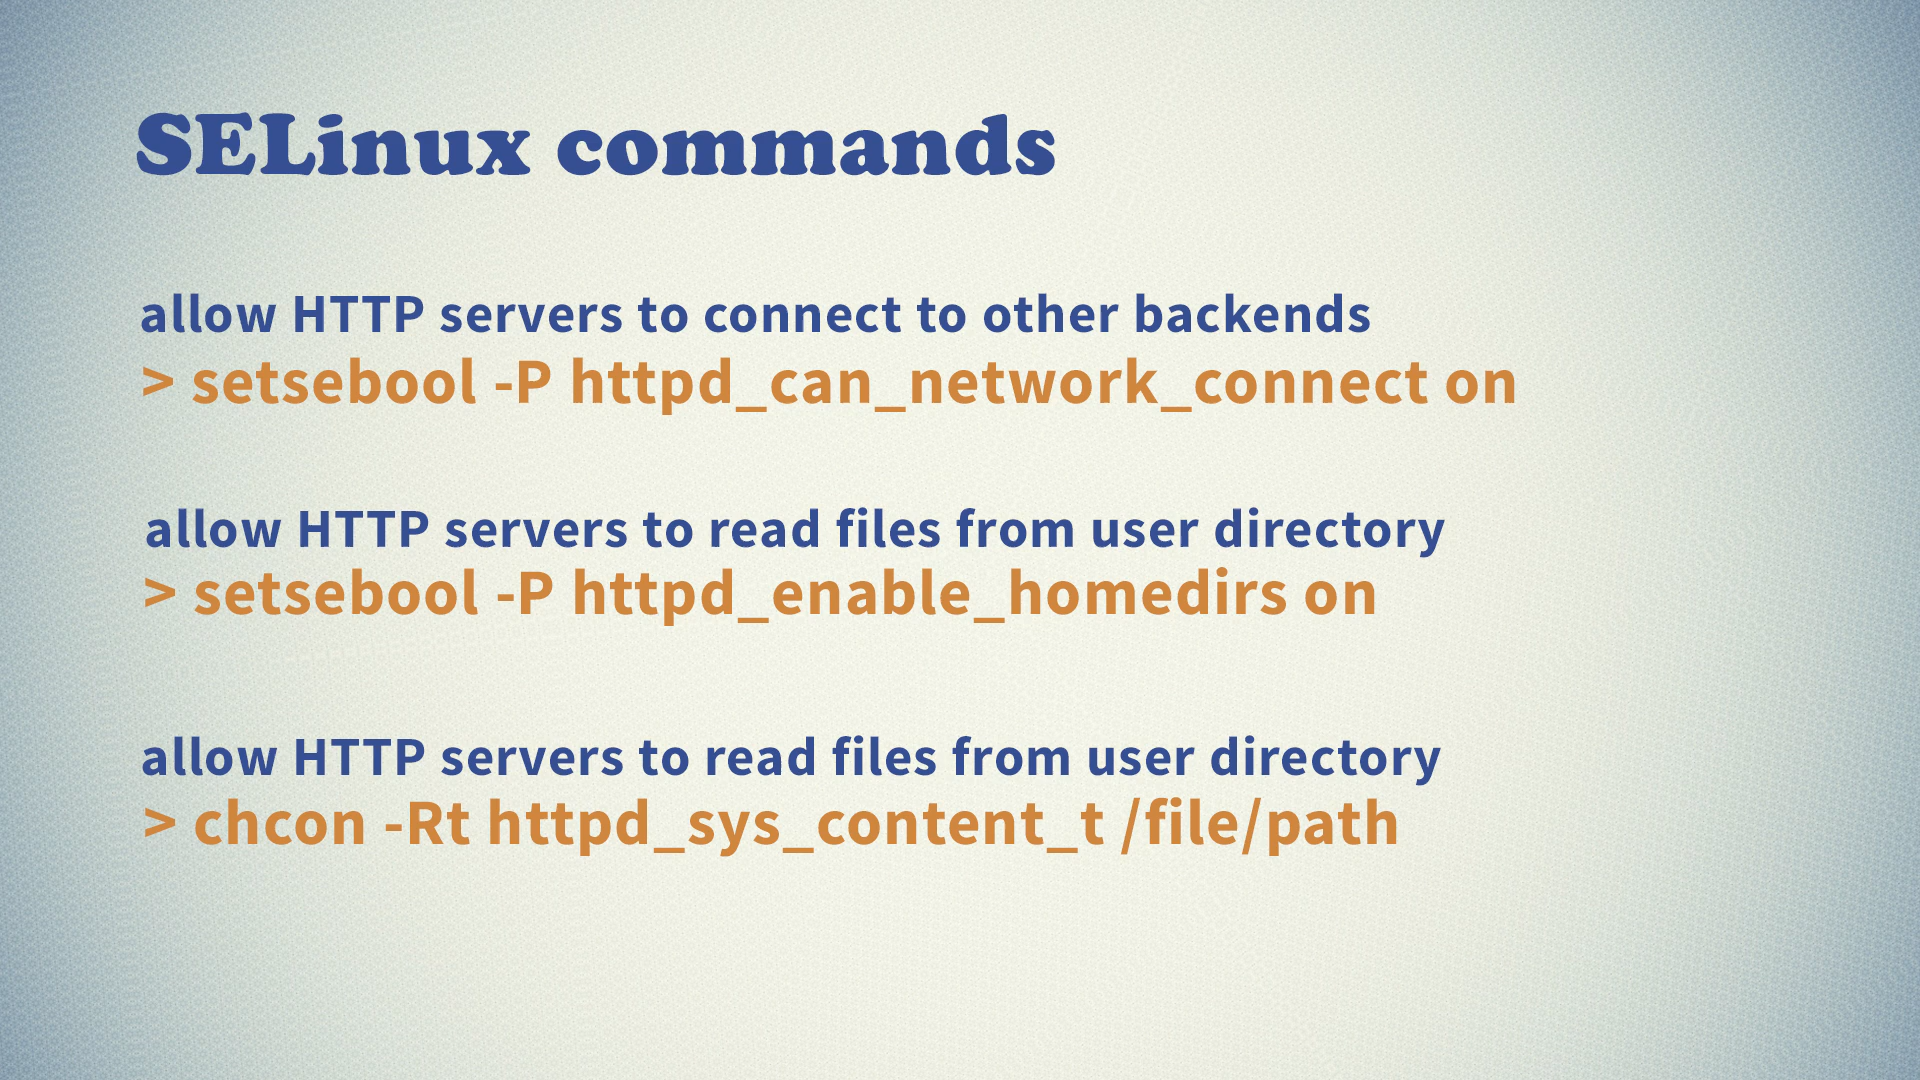 SELinux commands
allow HTTP servers to connect to other backends
> setsebool -P httpd_can_network_connect on
allow HTTP servers to read files from user directory
> setsebool -P httpd_enable_homedirs on
allow HTTP servers to read files from user directory
> chcon -Rt httpd_sys_content_t /file/path